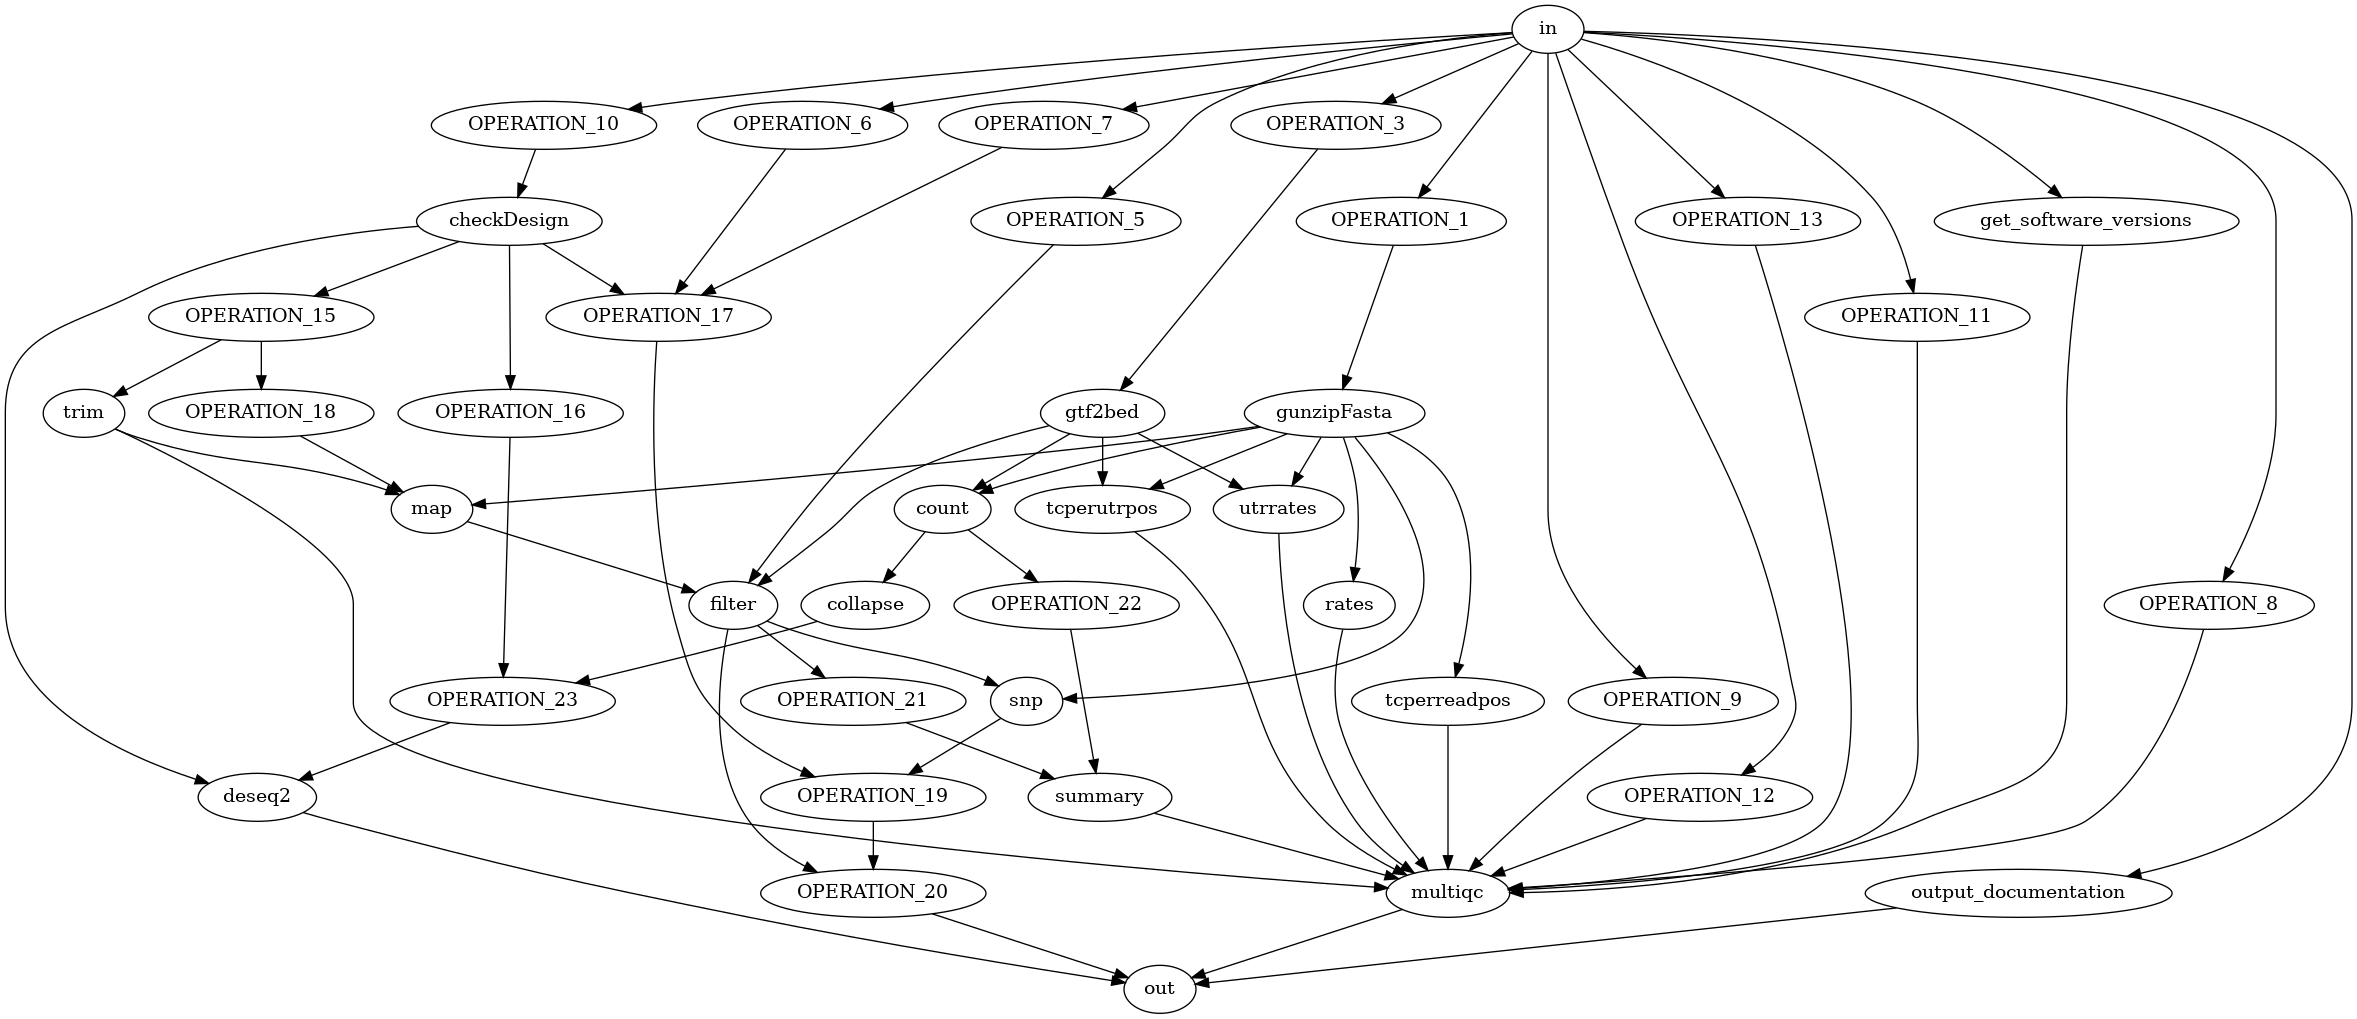 in
OPERATION_10
OPERATION_6
OPERATION_7
OPERATION_3
checkDesign
OPERATION_5
OPERATION_1
OPERATION_13
get_software_versions
OPERATION_15
OPERATION_17
OPERATION_11
trim
OPERATION_18
OPERATION_16
gtf2bed
gunzipFasta
map
count
tcperutrpos
utrrates
filter
collapse
OPERATION_22
rates
OPERATION_8
OPERATION_23
OPERATION_21
snp
tcperreadpos
OPERATION_9
deseq2
OPERATION_19
summary
OPERATION_12
OPERATION_20
multiqc
output_documentation
out